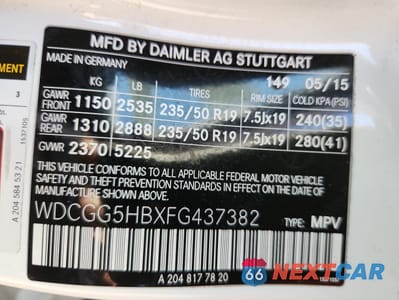 MFD BY DAIMLER AG STUTTGART
MADE IN GERMANY 149 05/15
KG LB TIRES RIM SIZE COLD KPA(PSI)
GAWR FRONT 1150 2535 235/50 R19 7.5Jx19 240(35)
GAWR REAR 1310 2888 235/50 R19 7.5Jx19 280(41)
GVWR 2370 5225
THIS VEHICLE CONFORMS TO ALL APPLICABLE FEDERAL MOTOR VEHICLE
SAFETY AND THEFT PREVENTION STANDARDS IN EFFECT ON THE DATE OF
MANUFACTURE SHOWN ABOVE
WDCGG5HBXFG437382 TYPE: MPV
A 204 817 78 20
EMENT
3
153710S
A 204 584 53 21
66 NEXTCAR